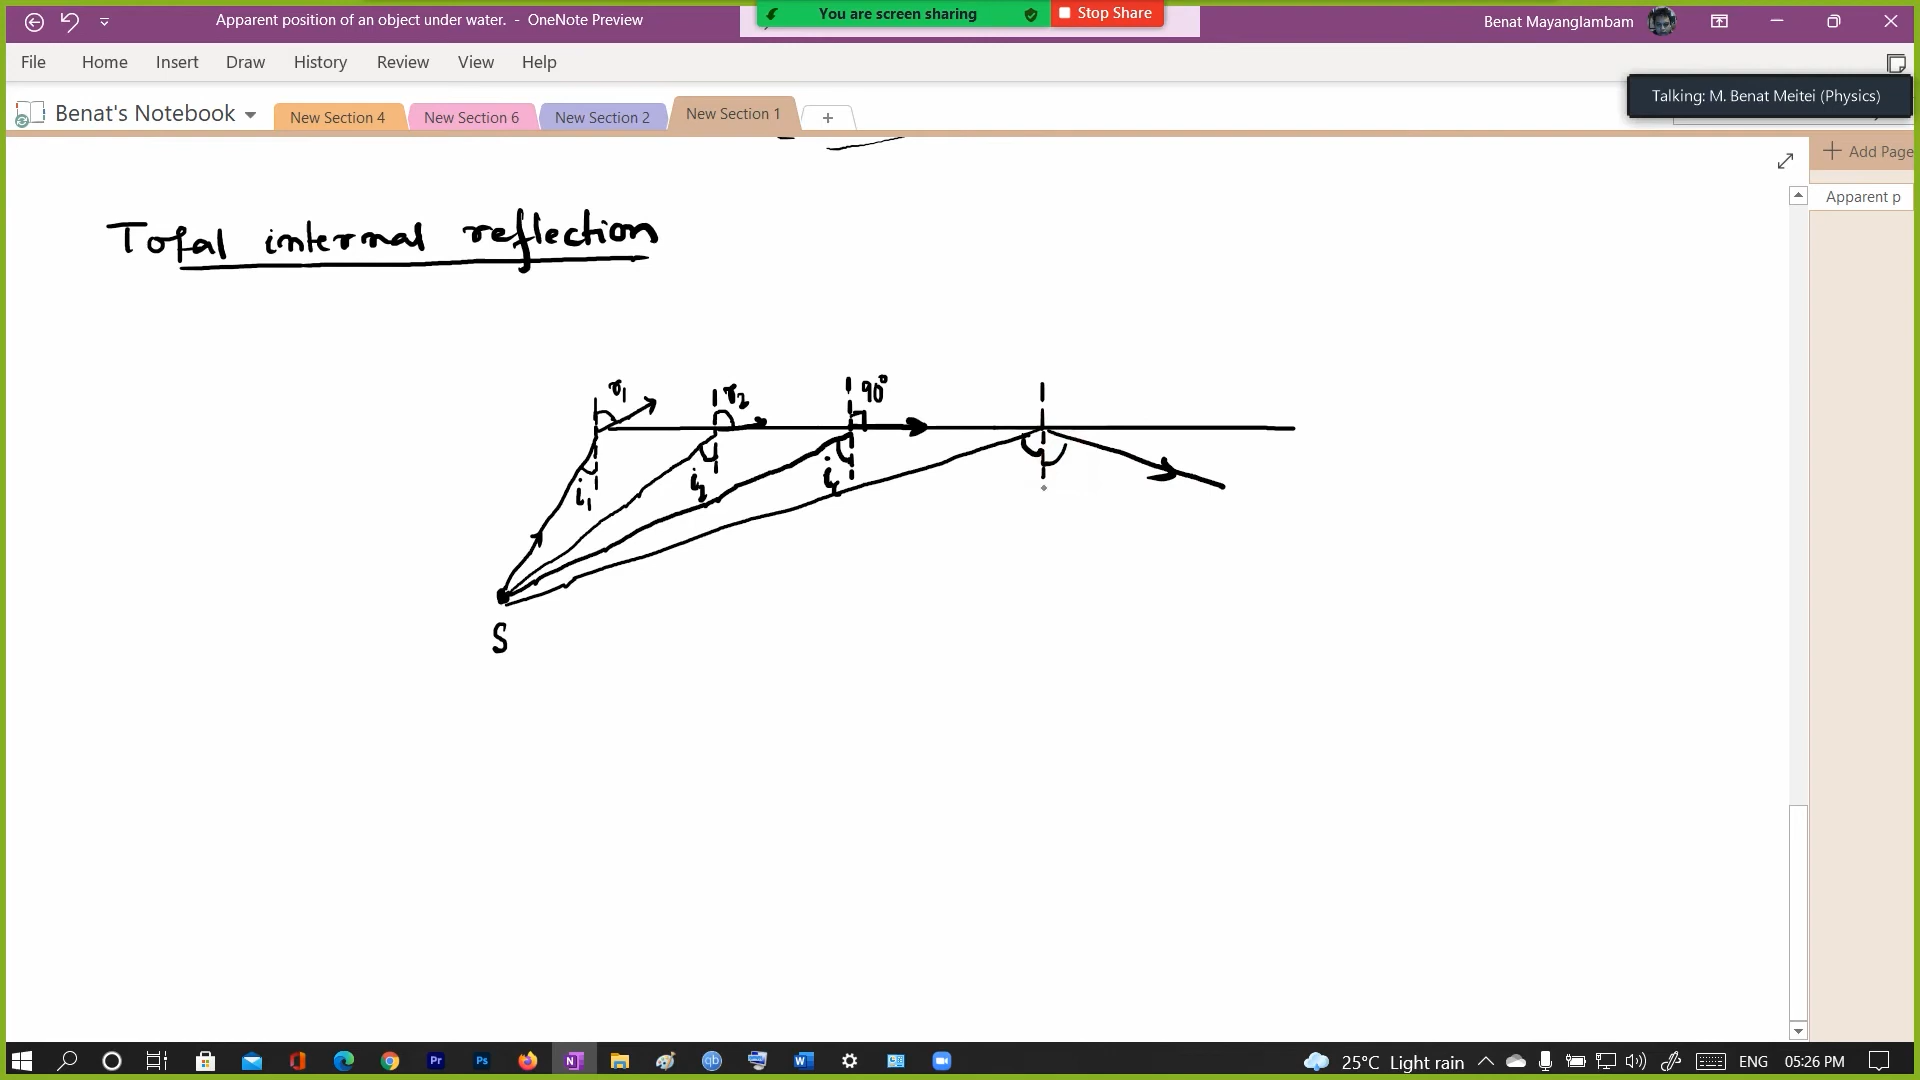 Apparent position of an object under water. - OneNote Preview
You are screen sharing
Stop Share
Benat Mayanglambam
File Home Insert Draw History Review View Help
Talking: M. Benat Meitei (Physics)
Benat's Notebook
New Section 4
New Section 6
New Section 2
New Section 1
+
Add Page
Apparent p
Total internal reflection
r₁
r₂
90°
i₁
i₂
S
25°C Light rain
ENG
05:26 PM